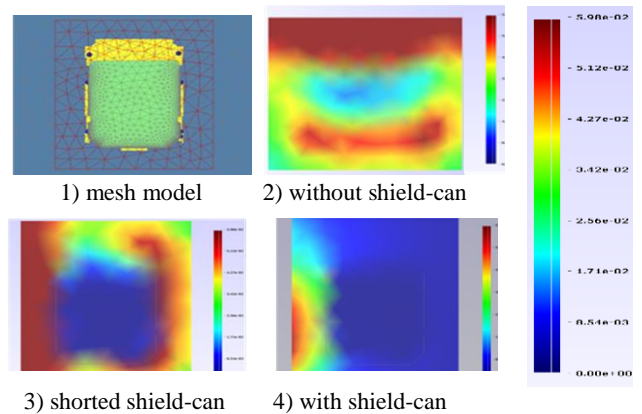 1) mesh model
2) without shield-can
3) shorted shield-can
4) with shield-can
5.98e-02
5.12e-02
4.27e-02
3.42e-02
2.56e-02
1.71e-02
8.54e-03
0.00e+00